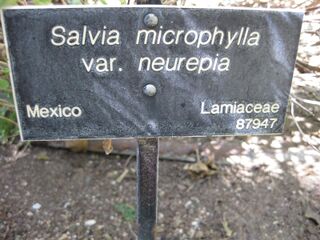 Salvia microphylla
var. neurepia
Mexico Lamiaceae
87947